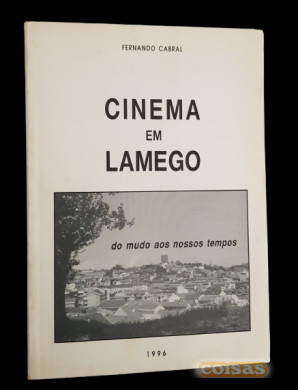 FERNANDO CABRAL
CINEMA
EM
LAMEGO
do mudo aos nossos tempos
1996
coisas